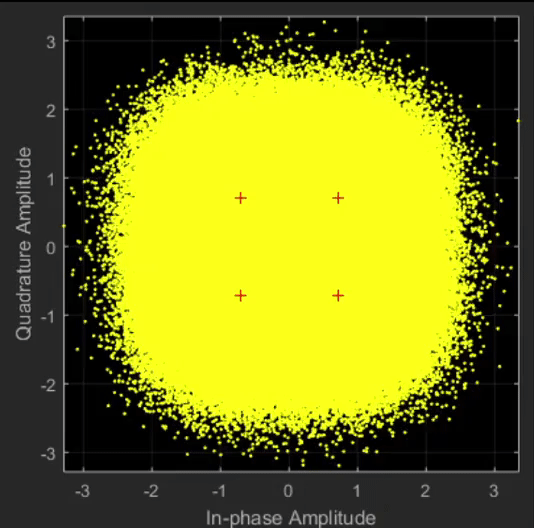 3
2
1
0
-1
-2
-3
Quadrature Amplitude
-3 -2 -1 0 1 2 3
In-phase Amplitude